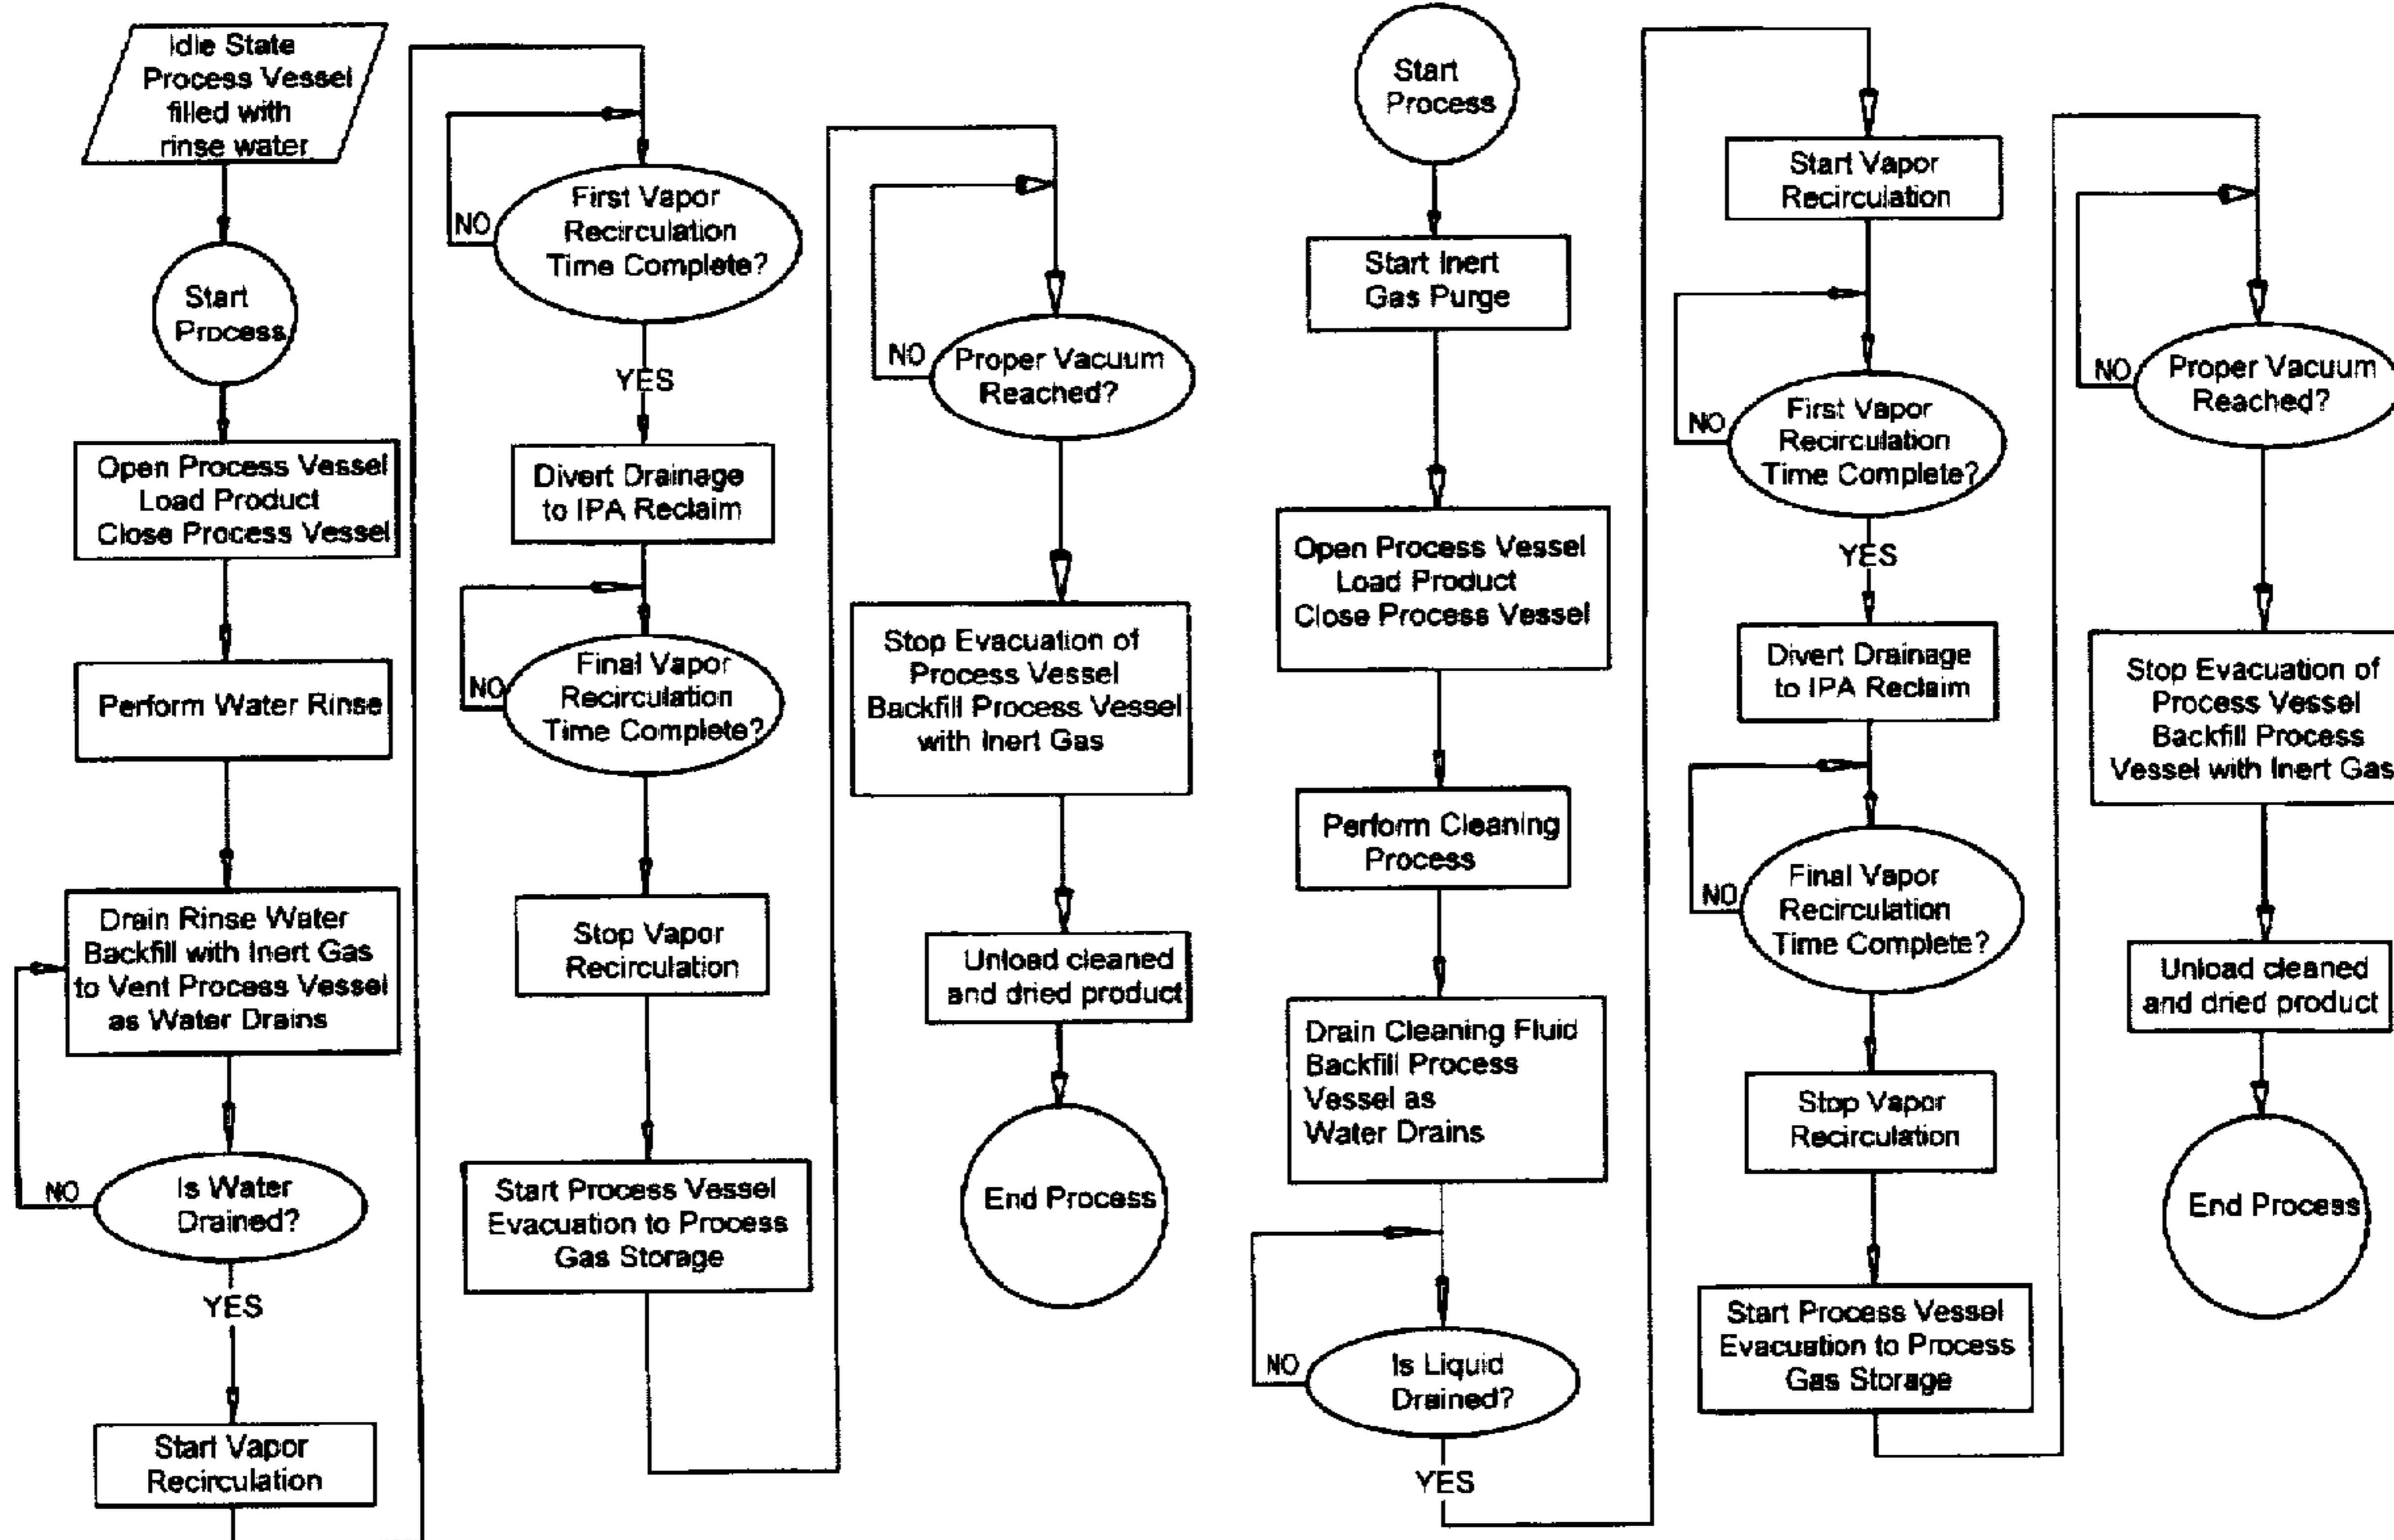 Idle State
Process Vessel
filled with
rinse water
Start
Process
Open Process Vessel
Load Product
Close Process Vessel
Perform Water Rinse
Drain Rinse Water
Backfill with Inert Gas
to Vent Process Vessel
as Water Drains
NO
Is Water
Drained?
YES
Start Vapor
Recirculation
First Vapor
Recirculation
Time Complete?
NO
YES
Divert Drainage
to IPA Reclaim
Final Vapor
Recirculation
Time Complete?
NO
Stop Vapor
Recirculation
Start Process Vessel
Evacuation to Process
Gas Storage
NO
Proper Vacuum
Reached?
Stop Evacuation of
Process Vessel
Backfill Process Vessel
with Inert Gas
Unload cleaned
and dried product
End Process
Start
Process
Start Inert
Gas Purge
Open Process Vessel
Load Product
Close Process Vessel
Perform Cleaning
Process
Drain Cleaning Fluid
Backfill Process
Vessel as
Water Drains
NO
Is Liquid
Drained?
YES
Start Vapor
Recirculation
First Vapor
Recirculation
Time Complete?
NO
YES
Divert Drainage
to IPA Reclaim
Final Vapor
Recirculation
Time Complete?
NO
Stop Vapor
Recirculation
Start Process Vessel
Evacuation to Process
Gas Storage
NO
Proper Vacuum
Reached?
Stop Evacuation of
Process Vessel
Backfill Process
Vessel with Inert Gas
Unload cleaned
and dried product
End Process